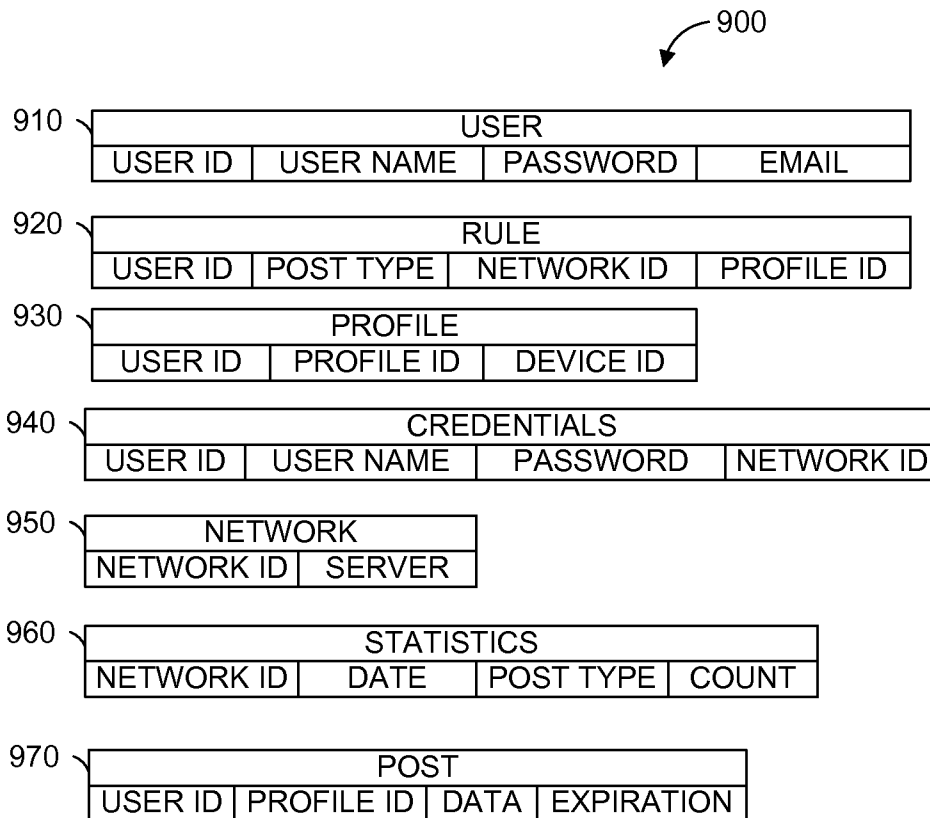 900
910
USER
USER ID USER NAME PASSWORD EMAIL
920
RULE
USER ID POST TYPE NETWORK ID PROFILE ID
930
PROFILE
USER ID PROFILE ID DEVICE ID
940
CREDENTIALS
USER ID USER NAME PASSWORD NETWORK ID
950
NETWORK
NETWORK ID SERVER
960
STATISTICS
NETWORK ID DATE POST TYPE COUNT
970
POST
USER ID PROFILE ID DATA EXPIRATION